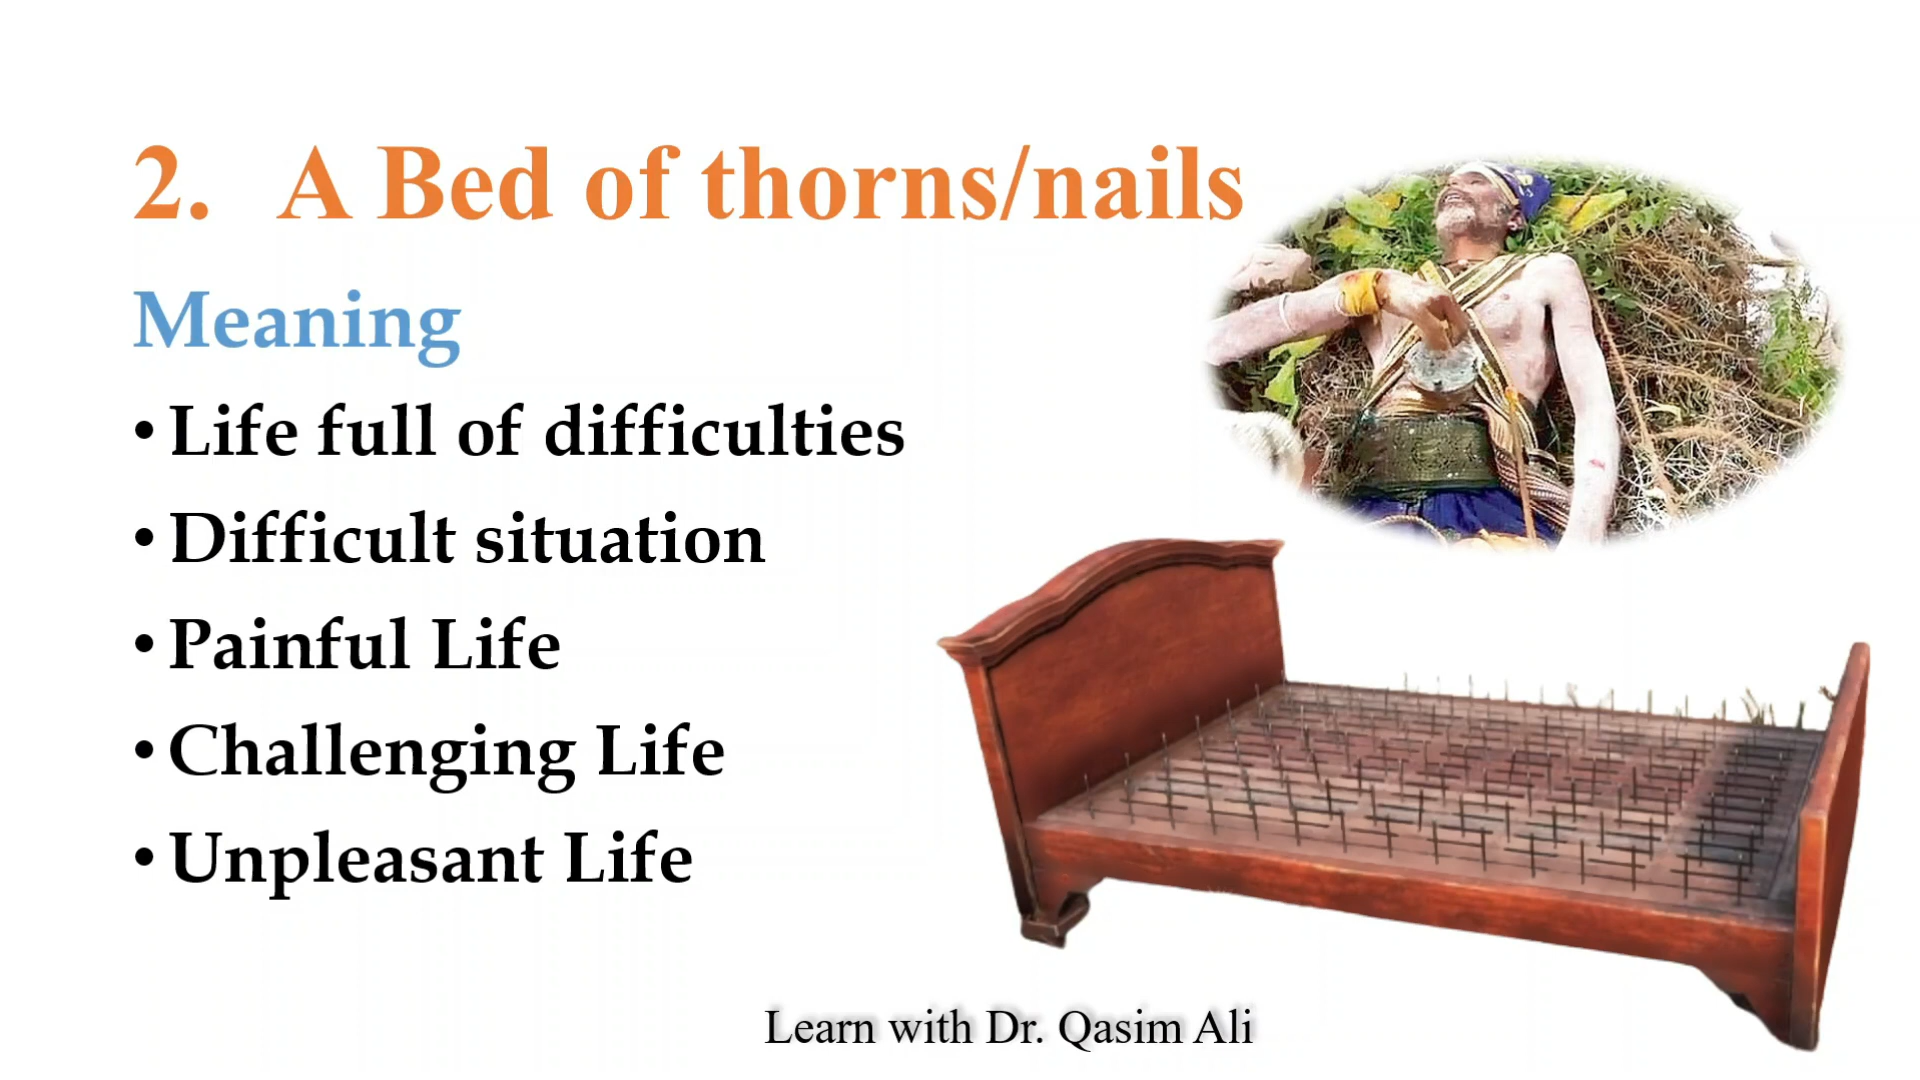 2. A Bed of thorns/nails
Meaning
• Life full of difficulties
• Difficult situation
• Painful Life
• Challenging Life
• Unpleasant Life
Learn with Dr. Qasim Ali